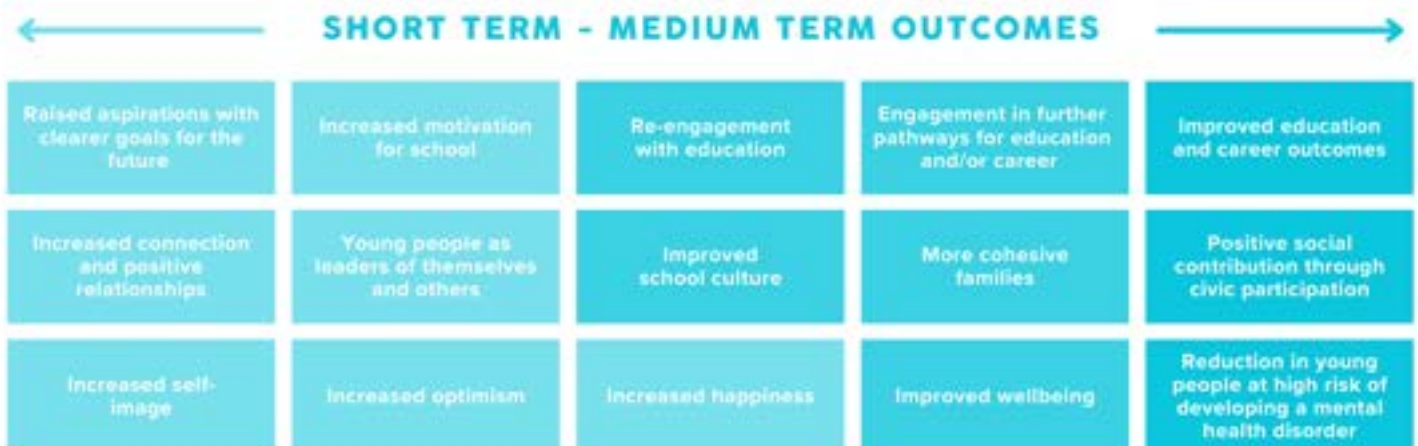 SHORT TERM - MEDIUM TERM OUTCOMES
Raised aspirations with
clearer goals for the
future
Increased motivation
for school
Re-engagement
with education
Engagement in further
pathways for education
and/or career
Improved education
and career outcomes
Increased connection
and positive
relationships
Young people as
leaders of themselves
and others
Improved
school culture
More cohesive
families
Positive social
contribution through
civic participation
Increased self-
image
Increased optimism
Increased happiness
Improved wellbeing
Reduction in young
people at high risk of
developing a mental
health disorder